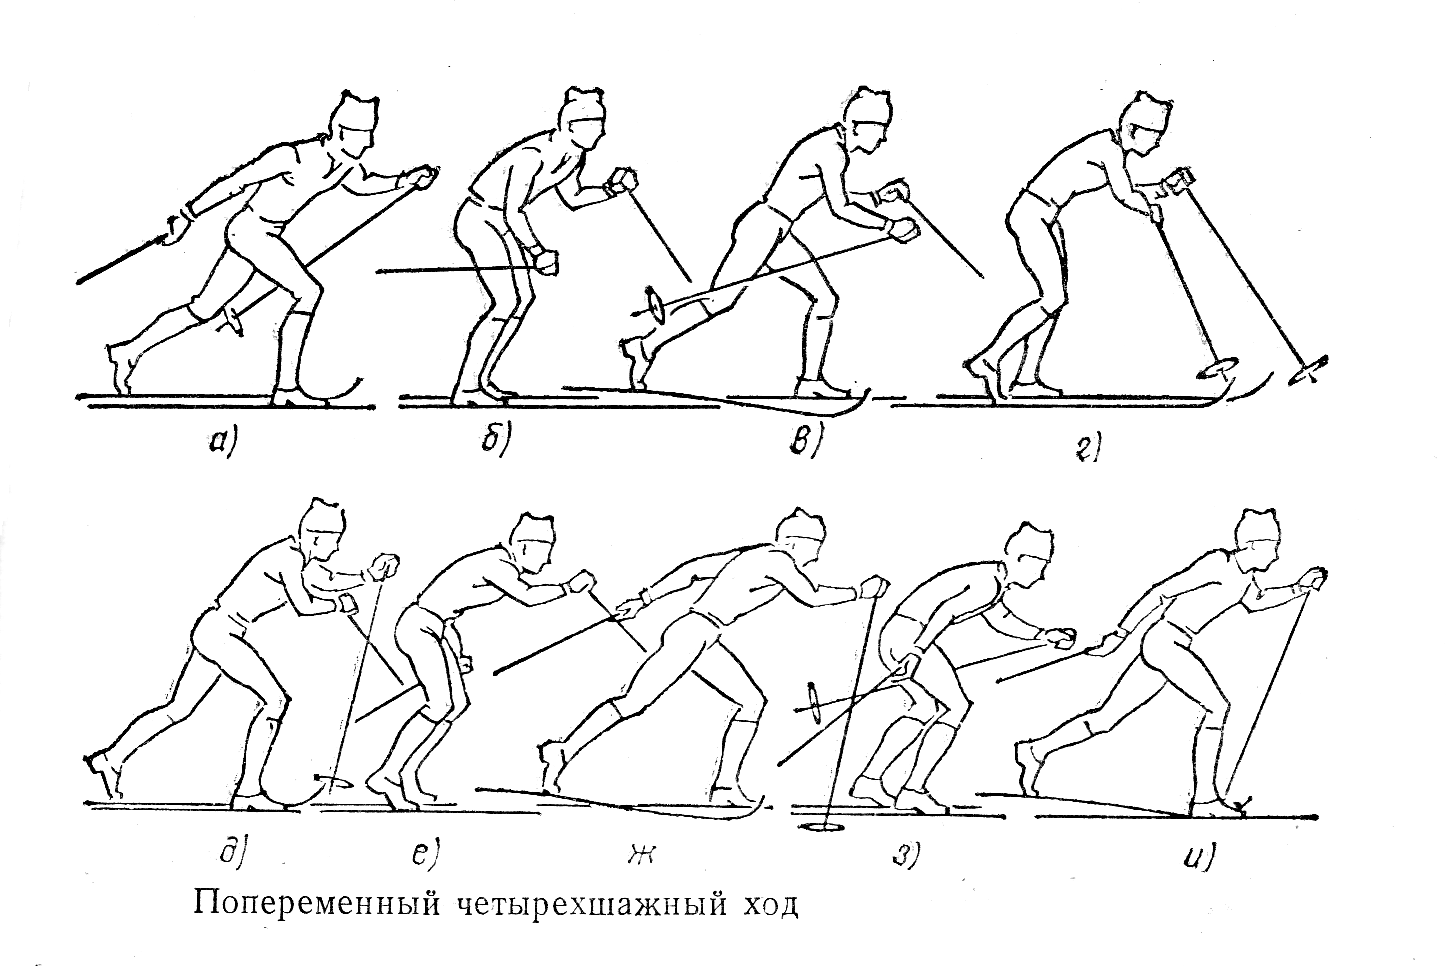 а) б) в) г)
д) е) ж з) и)
Попеременный четырехшажный ход